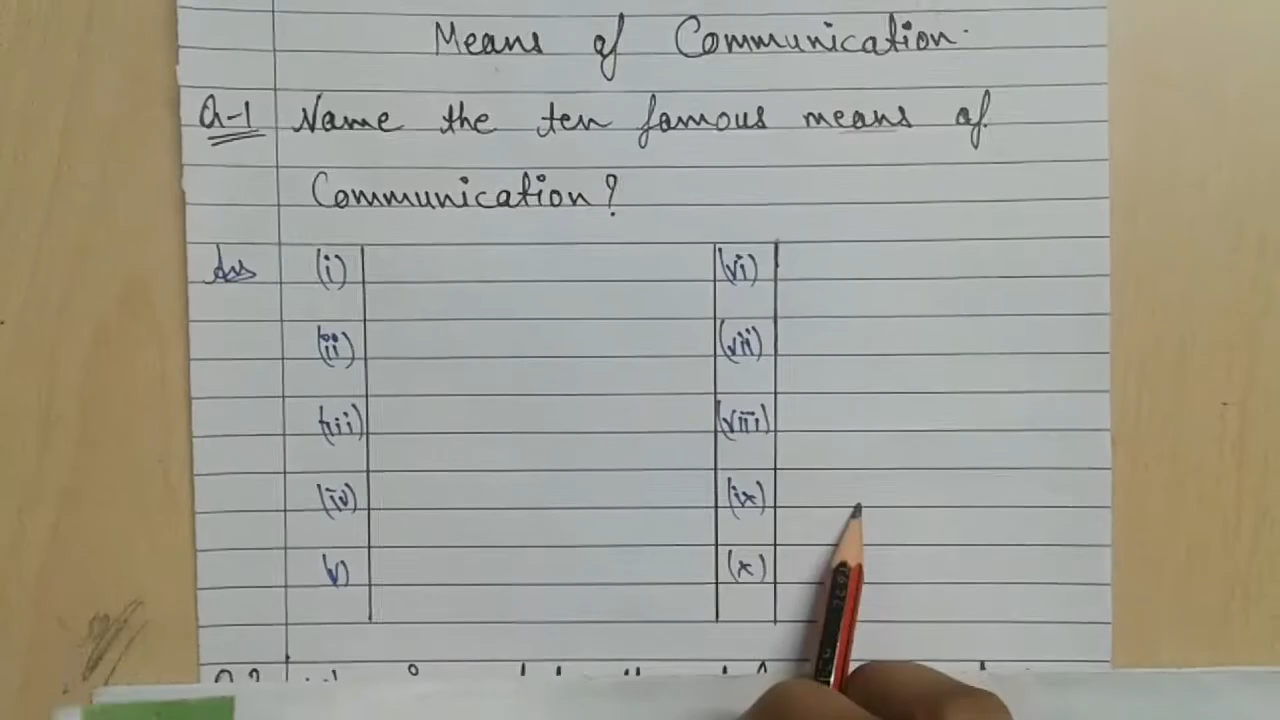 Means of Communication.
Q-1 Name the ten famous means of
Communication?
Ans (i) (vi)
(ii) (vii)
(iii) (viii)
(iv) (ix)
(v) (x)